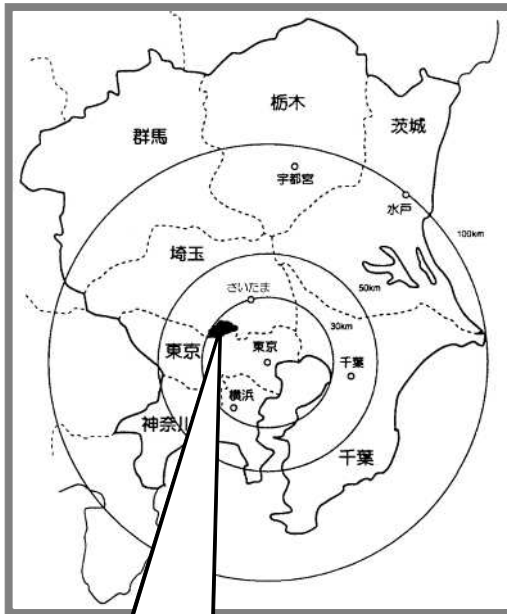 栃木
群馬
茨城
宇都宮
水戸
100km
埼玉
50km
さいたま
30km
東京
東京
千葉
横浜
神奈川
千葉